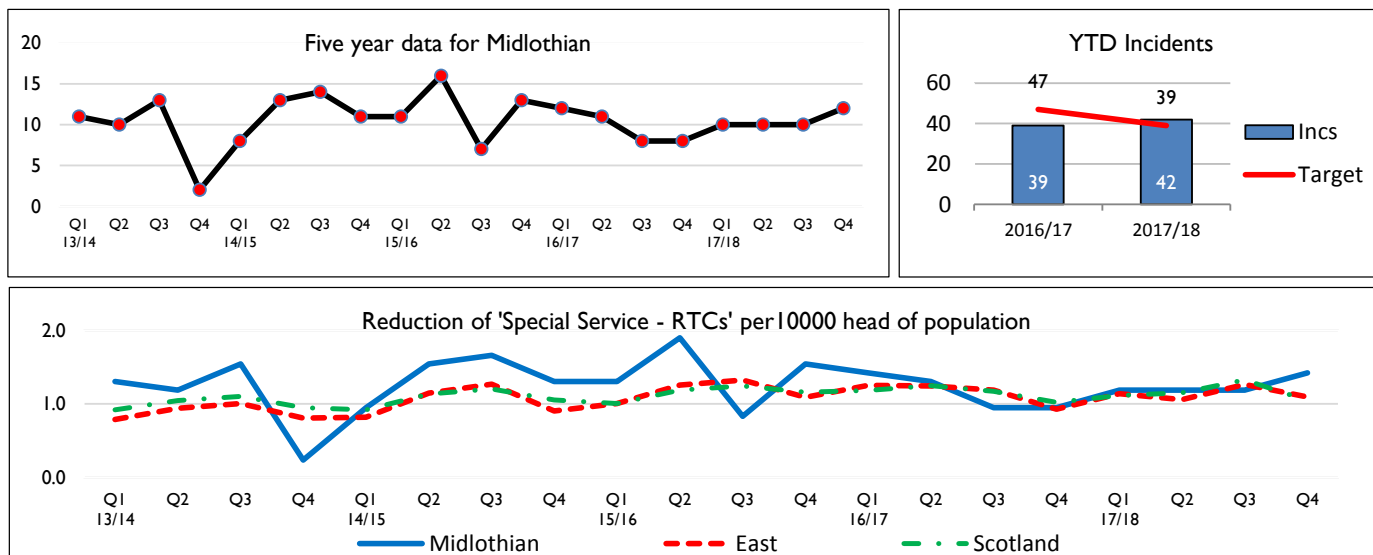 Five year data for Midlothian
20
15
10
5
0
Q1 Q2 Q3 Q4 Q1 Q2 Q3 Q4 Q1 Q2 Q3 Q4 Q1 Q2 Q3 Q4 Q1 Q2 Q3 Q4
13/14 14/15 15/16 16/17 17/18
YTD Incidents
47 39
60
40
20
0
39 42
2016/17 2017/18
Incs
Target
Reduction of 'Special Service - RTCs' per10000 head of population
2.0
1.0
0.0
Q1 Q2 Q3 Q4 Q1 Q2 Q3 Q4 Q1 Q2 Q3 Q4 Q1 Q2 Q3 Q4 Q1 Q2 Q3 Q4
13/14 14/15 15/16 16/17 17/18
Midlothian East Scotland